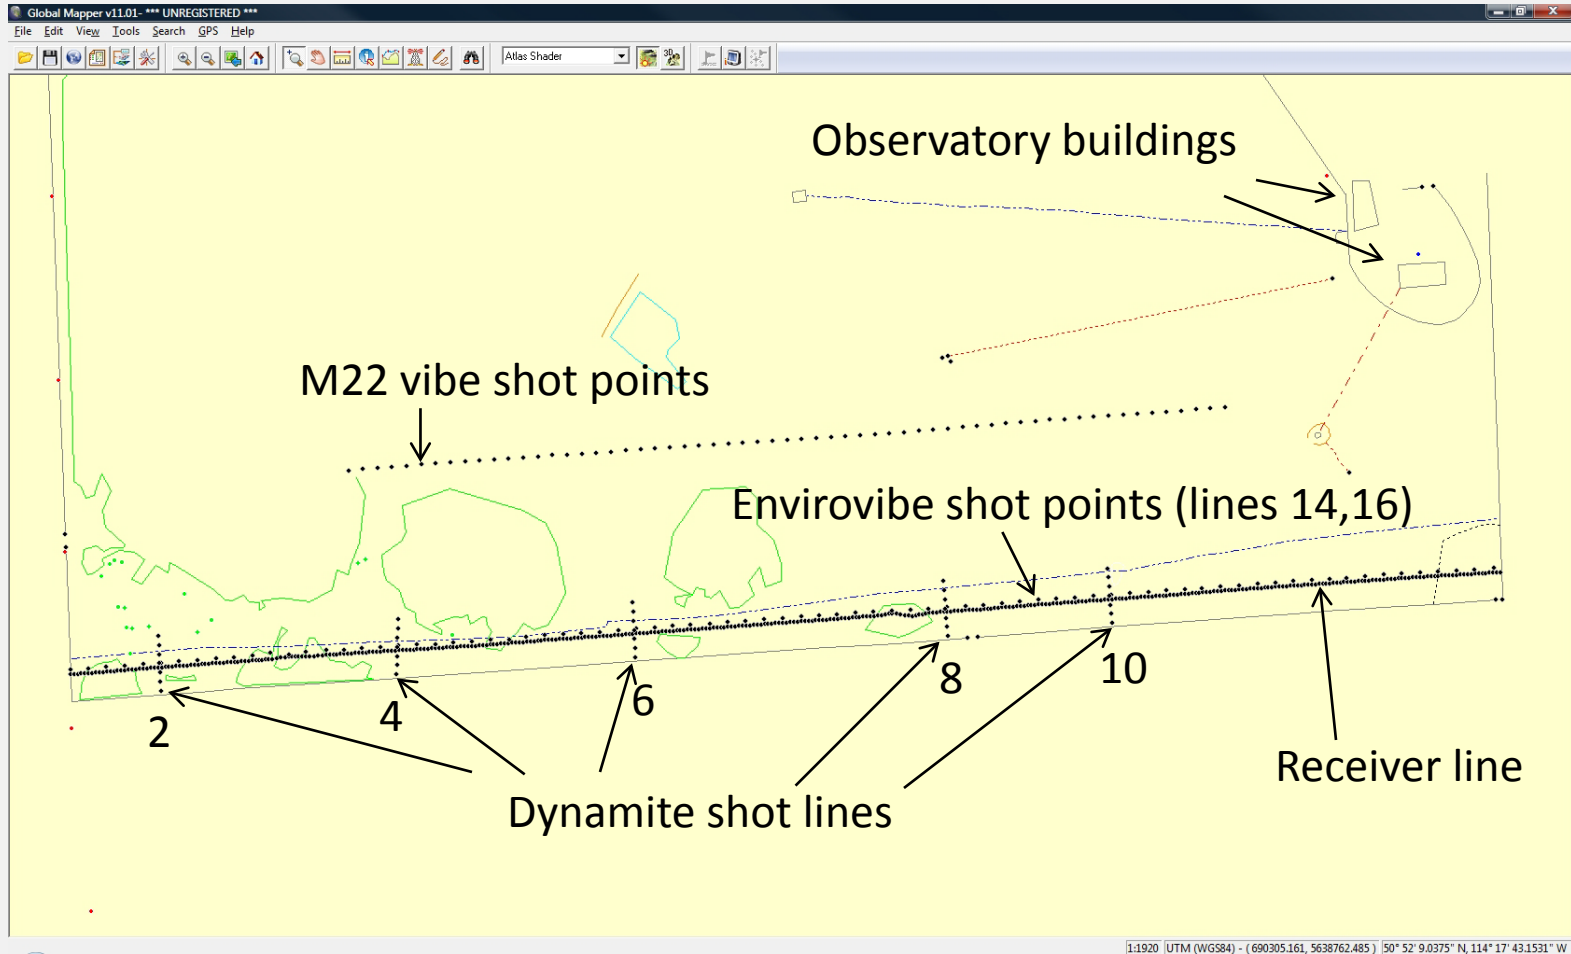 Global Mapper v11.01- *** UNREGISTERED ***
File Edit View Tools Search GPS Help
Atlas Shader
3D
Observatory buildings
M22 vibe shot points
Envirovibe shot points (lines 14,16)
2
4
6
8
10
Receiver line
Dynamite shot lines
1:1920 UTM (WGS84) - ( 690305.161, 5638762.485 ) 50° 52' 9.0375" N, 114° 17' 43.1531" W